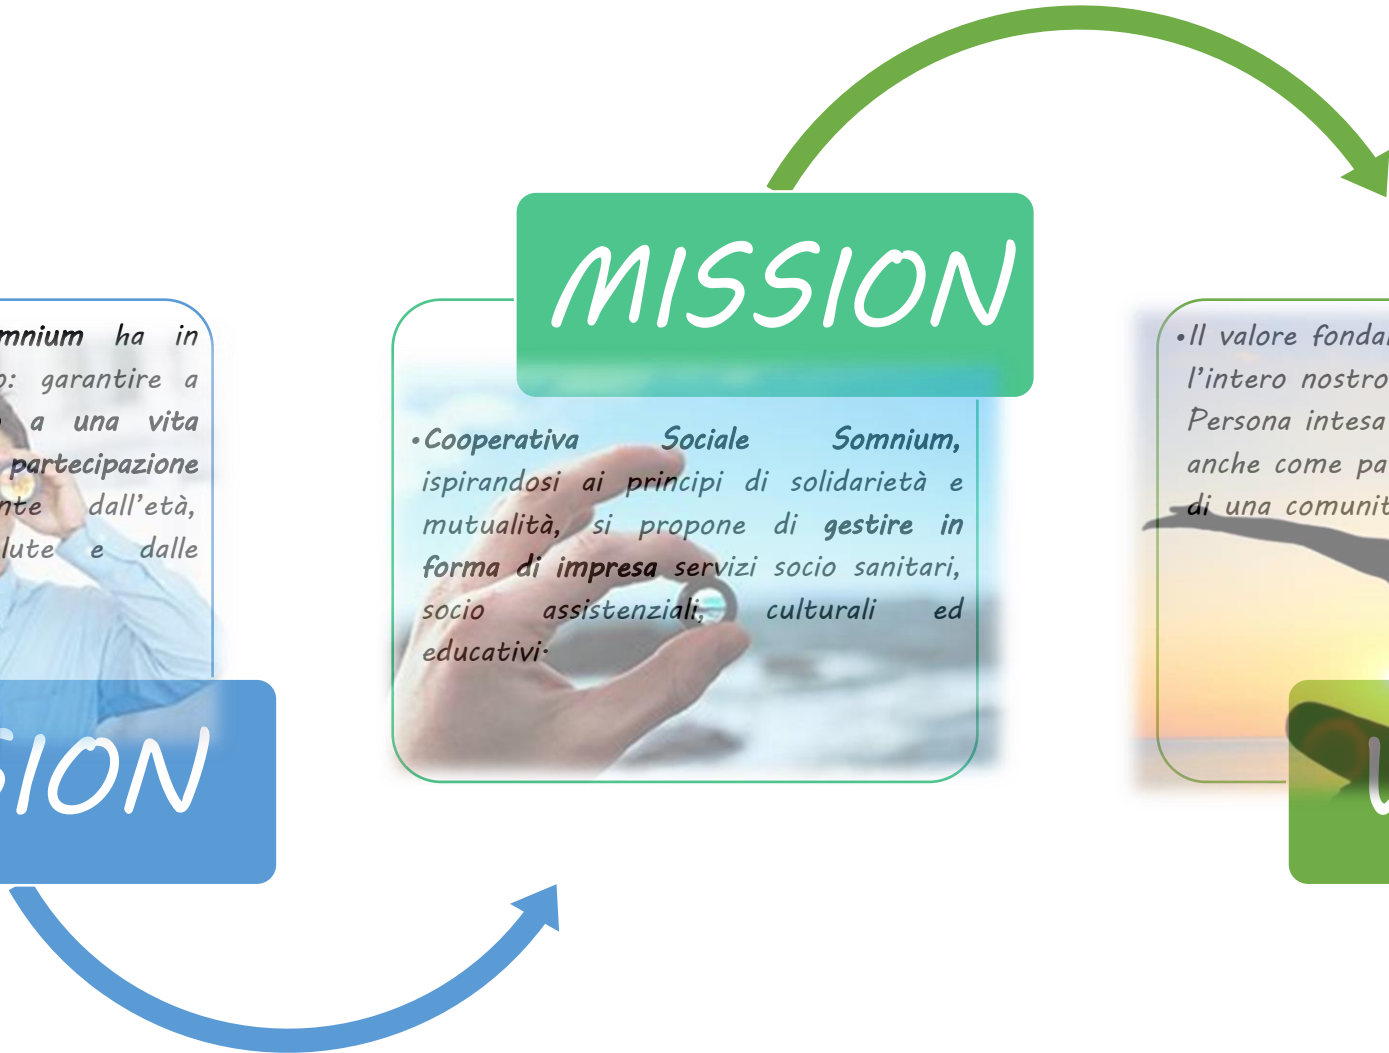 mnium ha in
o: garantire a
a una vita
partecipazione
nte dall'età,
lute e dalle
SION
MISSION
•Cooperativa Sociale Somnium,
ispirandosi ai principi di solidarietà e
mutualità, si propone di gestire in
forma di impresa servizi socio sanitari,
socio assistenziali, culturali ed
educativi.
•Il valore fonda
l'intero nostro
Persona intesa
anche come pa
di una comunit